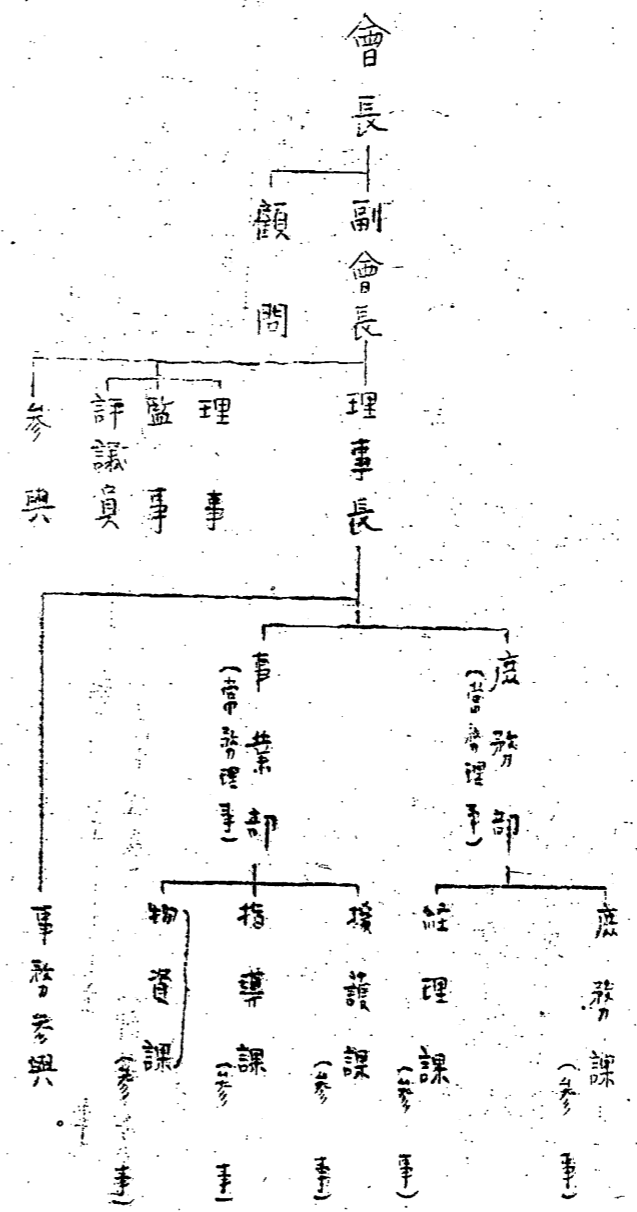 會長
副會長
顧問
理事長
理事
監事
評議員
參與
庶務部
(常務理事)
事業部
(常務理事)
事務參與
庶務課
(參事)
経理課
(參事)
援護課
(參事)
指導課
(參事)
物資課
(參事)